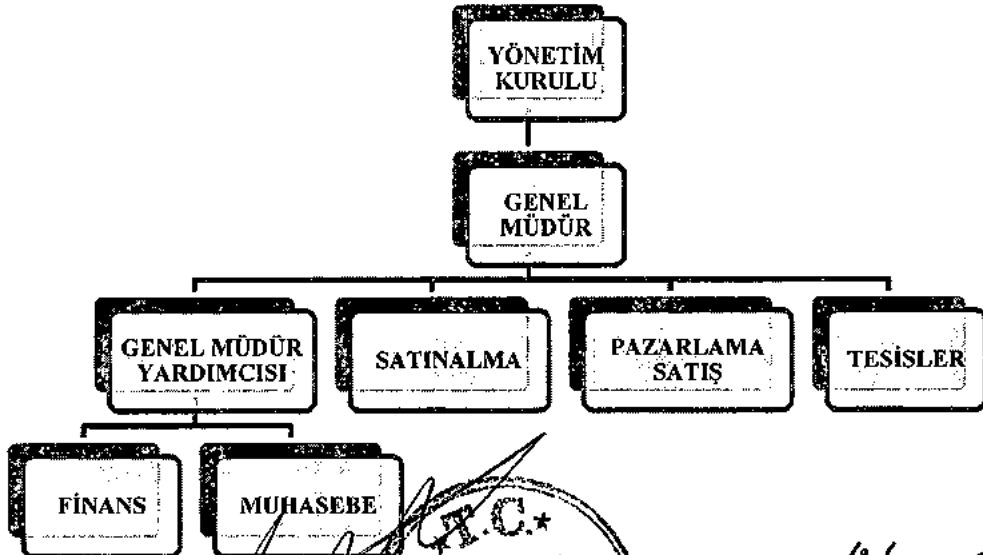 YÖNETİM
KURULU
GENEL
MÜDÜR
GENEL MÜDÜR
YARDIMCISI
SATINALMA
PAZARLAMA
SATIŞ
TESİSLER
FİNANS
MUHASEBE
T.C.